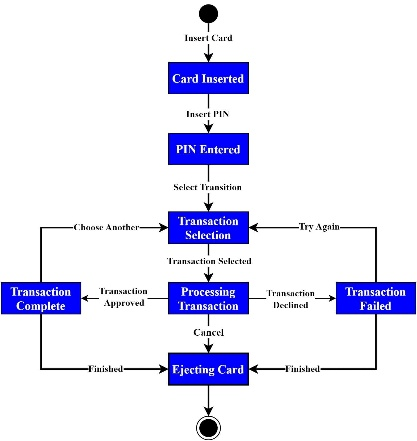 Insert Card
Card Inserted
Insert PIN
PIN Entered
Select Transition
Choose Another
Transaction
Selection
Try Again
Transaction Selected
Transaction
Complete
Transaction
Approved
Processing
Transaction
Transaction
Declined
Transaction
Failed
Cancel
Finished
Ejecting Card
Finished